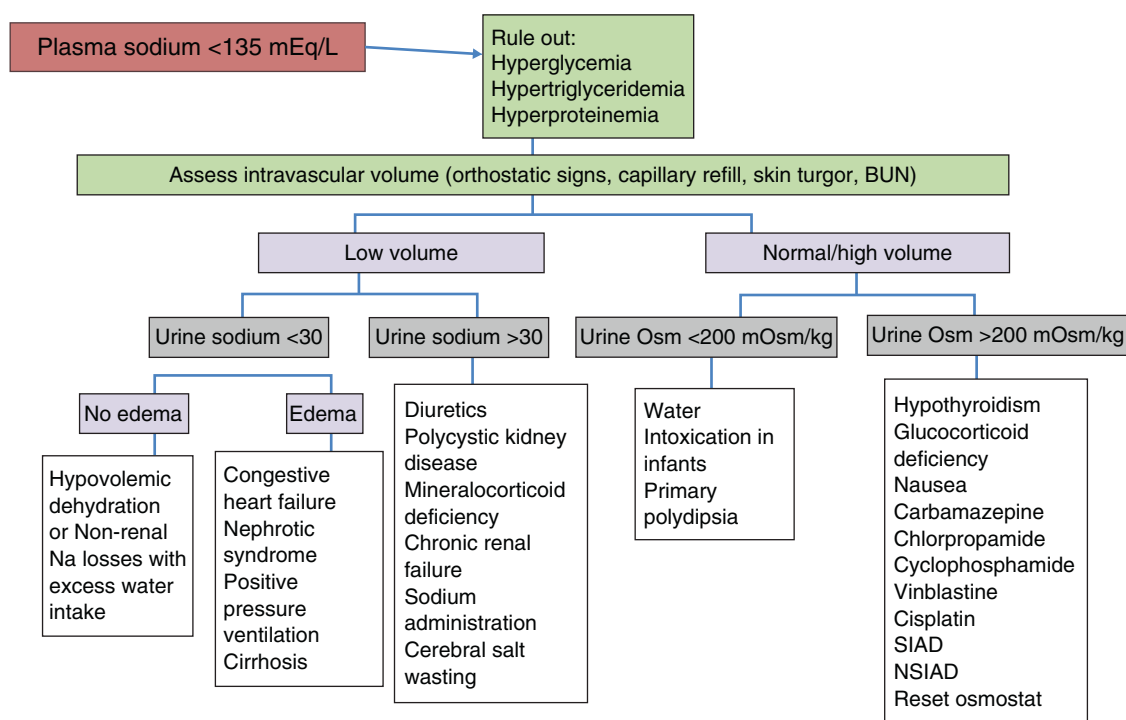 Plasma sodium <135 mEq/L
Rule out:
Hyperglycemia
Hypertriglyceridemia
Hyperproteinemia
Assess intravascular volume (orthostatic signs, capillary refill, skin turgor, BUN)
Low volume
Normal/high volume
Urine sodium <30
Urine sodium >30
Urine Osm <200 mOsm/kg
Urine Osm >200 mOsm/kg
No edema
Edema
Hypovolemic
dehydration
or Non-renal
Na losses with
excess water
intake
Congestive
heart failure
Nephrotic
syndrome
Positive
pressure
ventilation
Cirrhosis
Diuretics
Polycystic kidney
disease
Mineralocorticoid
deficiency
Chronic renal
failure
Sodium
administration
Cerebral salt
wasting
Water
Intoxication in
infants
Primary
polydipsia
Hypothyroidism
Glucocorticoid
deficiency
Nausea
Carbamazepine
Chlorpropamide
Cyclophosphamide
Vinblastine
Cisplatin
SIAD
NSIAD
Reset osmostat